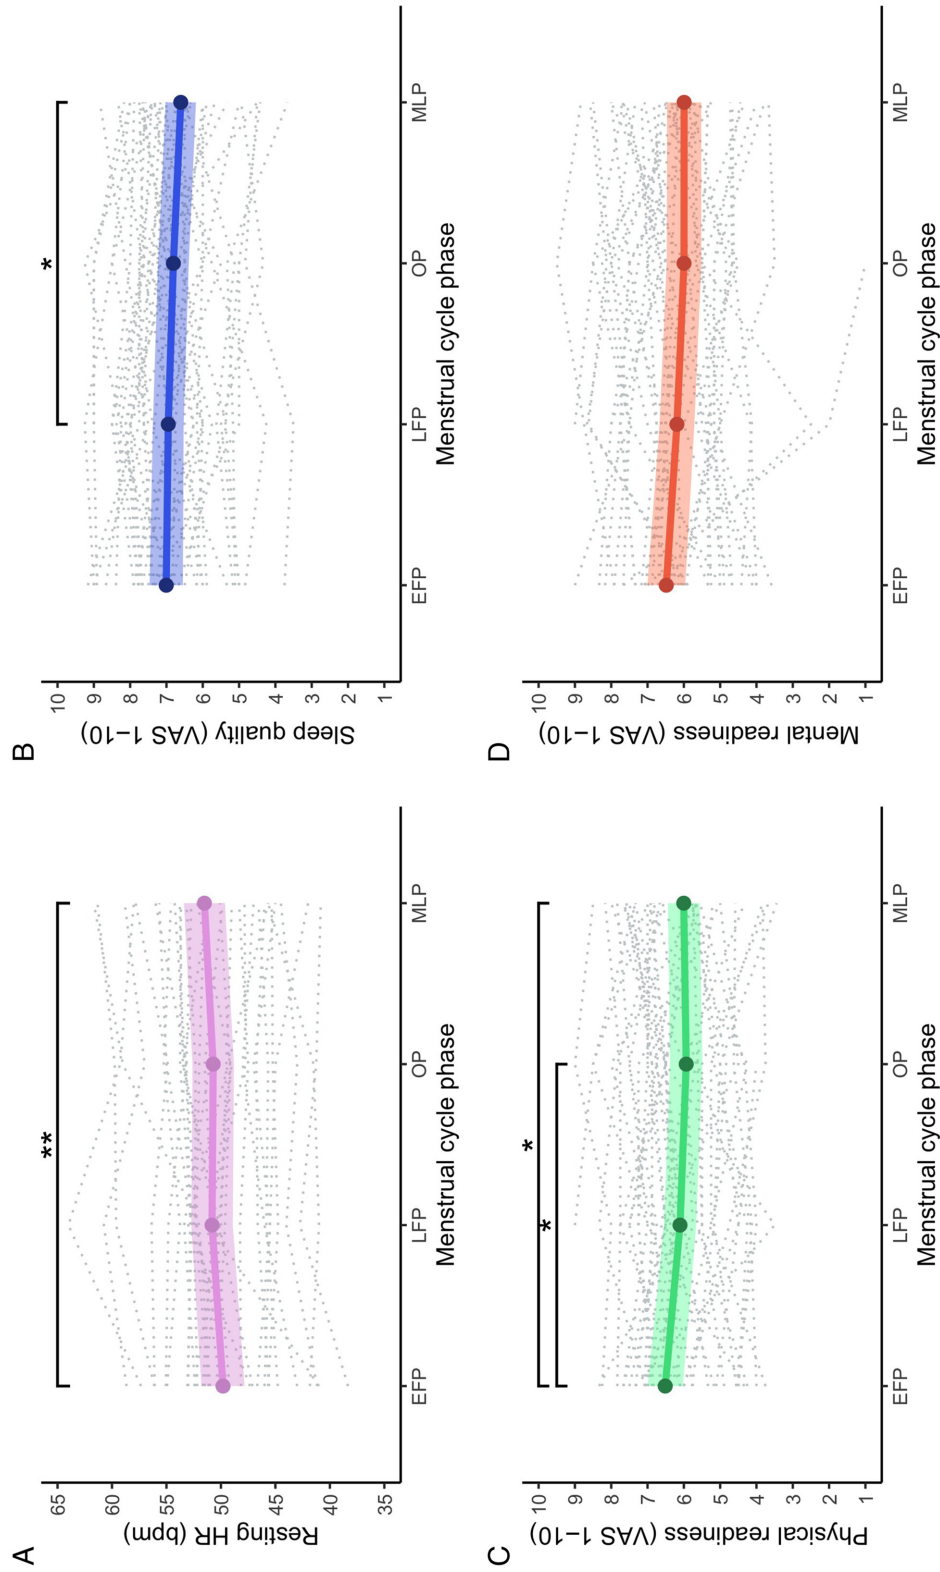 A
**
65
60
55
50
45
40
35
Resting HR (bpm)
EFP LFP OP MLP
Menstrual cycle phase
B
*
10
9
8
7
6
5
4
3
2
1
Sleep quality (VAS 1–10)
EFP LFP OP MLP
Menstrual cycle phase
C
*
*
10
9
8
7
6
5
4
3
2
1
Physical readiness (VAS 1–10)
EFP LFP OP MLP
Menstrual cycle phase
D
10
9
8
7
6
5
4
3
2
1
Mental readiness (VAS 1–10)
EFP LFP OP MLP
Menstrual cycle phase